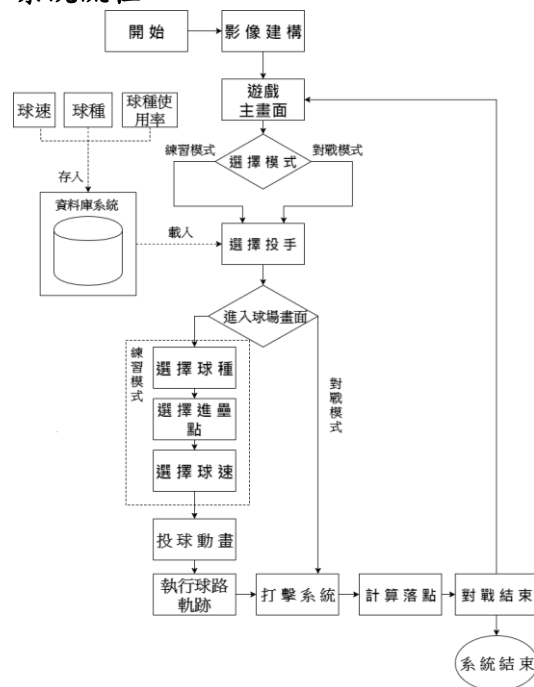 開始
影像建構
遊戲
主畫面
球速
球種
球種使
用率
練習模式
選擇模式
對戰模式
存入
資料庫系統
載入
選擇投手
進入球場畫面
練習模式
選擇球種
選擇進壘
點
選擇球速
對戰模式
投球動畫
執行球路
軌跡
打擊系統
計算落點
對戰結束
系統結束